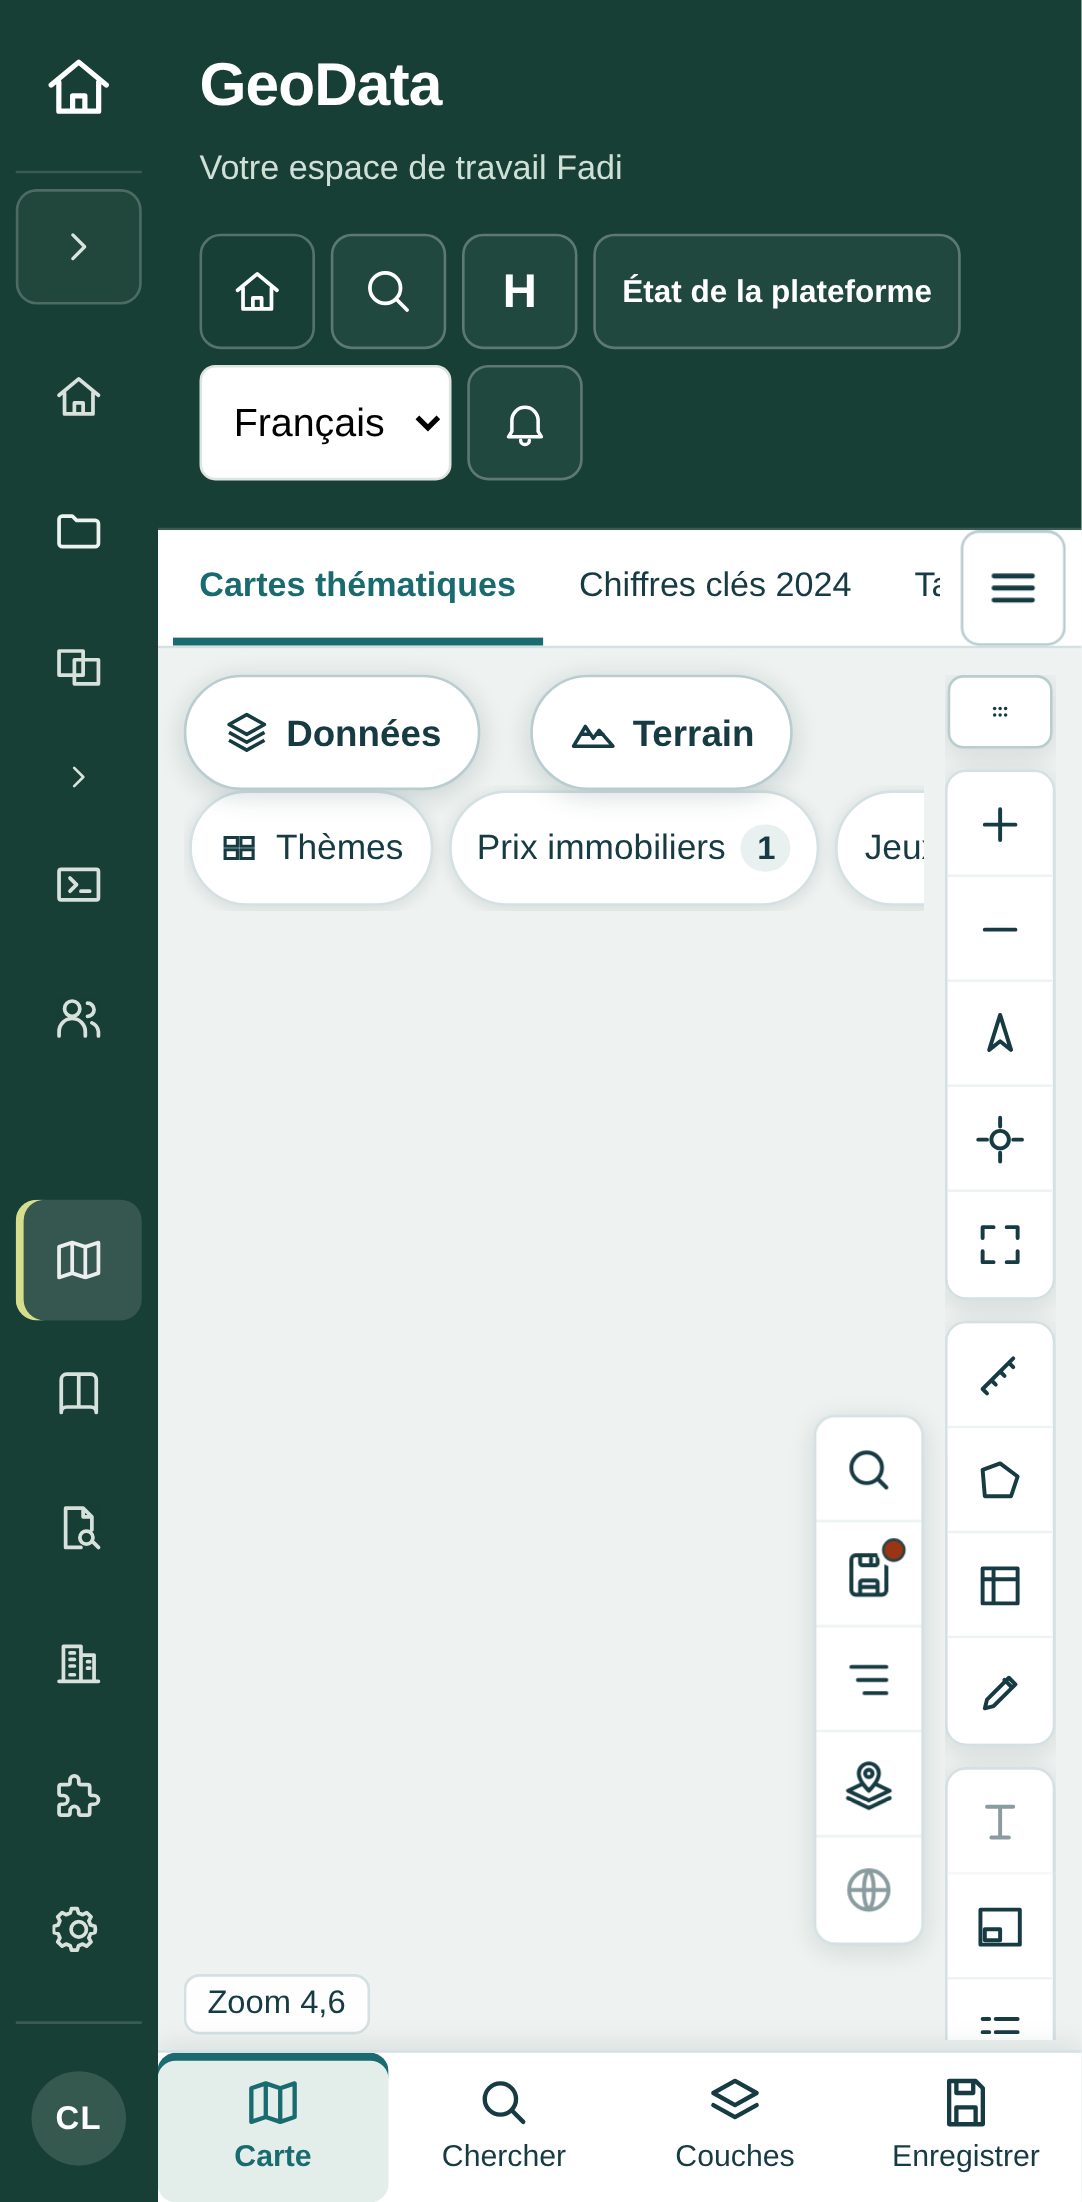 GeoData
Votre espace de travail Fadi
H
État de la plateforme
Français
Cartes thématiques
Chiffres clés 2024
Données
Terrain
Thèmes
Prix immobiliers 1
Zoom 4,6
CL
Carte
Chercher
Couches
Enregistrer